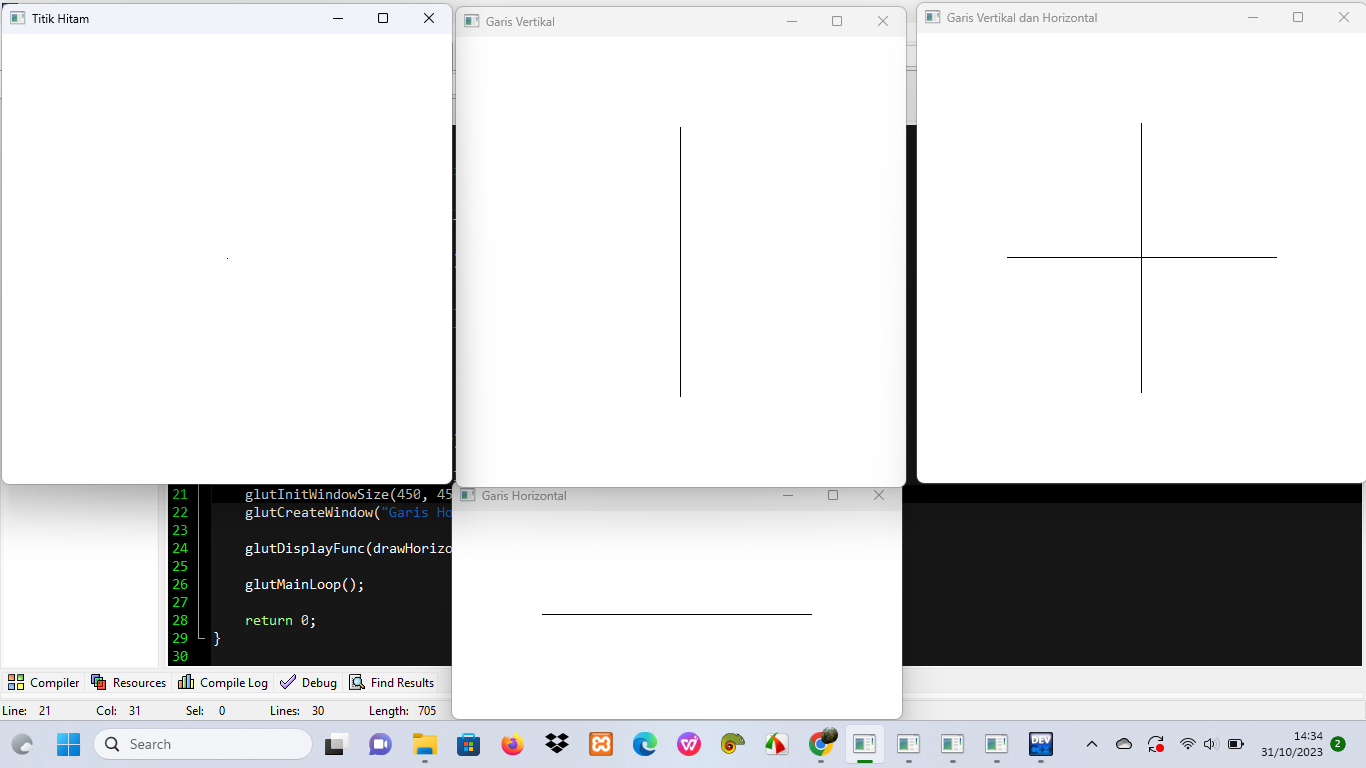 Titik Hitam
Garis Vertikal
Garis Vertikal dan Horizontal
Garis Horizontal
21 glutInitWindowSize(450, 45
22 glutCreateWindow("Garis Ho
23
24 glutDisplayFunc(drawHorizo
25
26 glutMainLoop();
27
28 return 0;
29 }
30
Compiler Resources Compile Log Debug Find Results
Line: 21 Col: 31 Sel: 0 Lines: 30 Length: 705
Search
DEV
14:34
31/10/2023
2